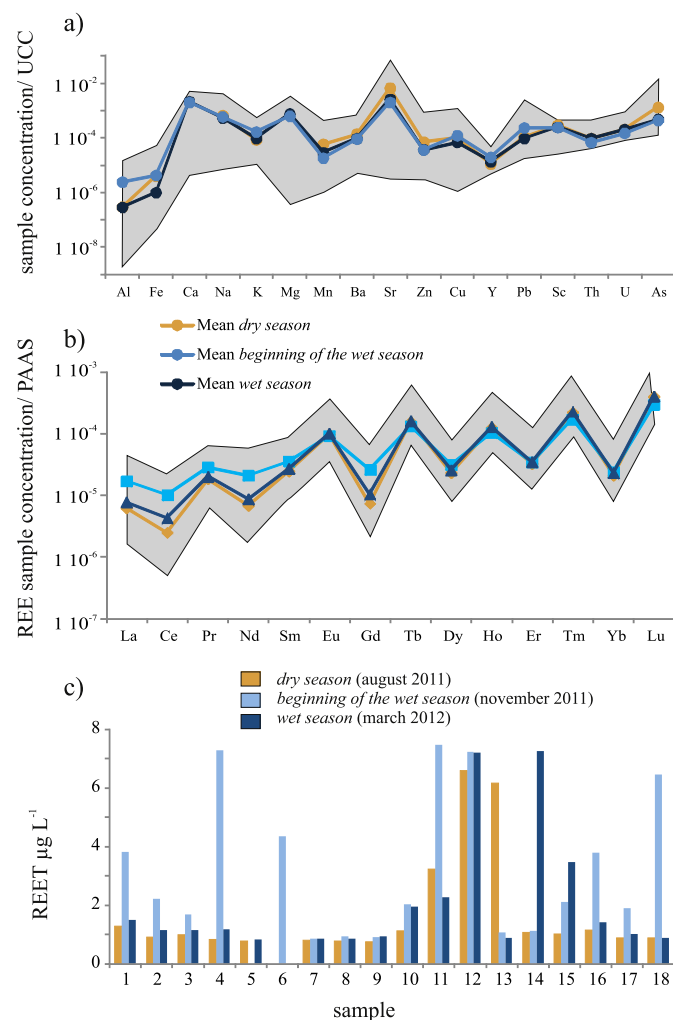 a)
sample concentration/ UCC
1 10-2
1 10-4
1 10-6
1 10-8
Al Fe Ca Na K Mg Mn Ba Sr Zn Cu Y Pb Sc Th U As
b)
Mean dry season
Mean beginning of the wet season
Mean wet season
REE sample concentration/ PAAS
1 10-3
1 10-4
1 10-5
1 10-6
1 10-7
La Ce Pr Nd Sm Eu Gd Tb Dy Ho Er Tm Yb Lu
c)
dry season (august 2011)
beginning of the wet season (november 2011)
wet season (march 2012)
REET µg L-1
8
6
4
2
0
1 2 3 4 5 6 7 8 9 10 11 12 13 14 15 16 17 18
sample